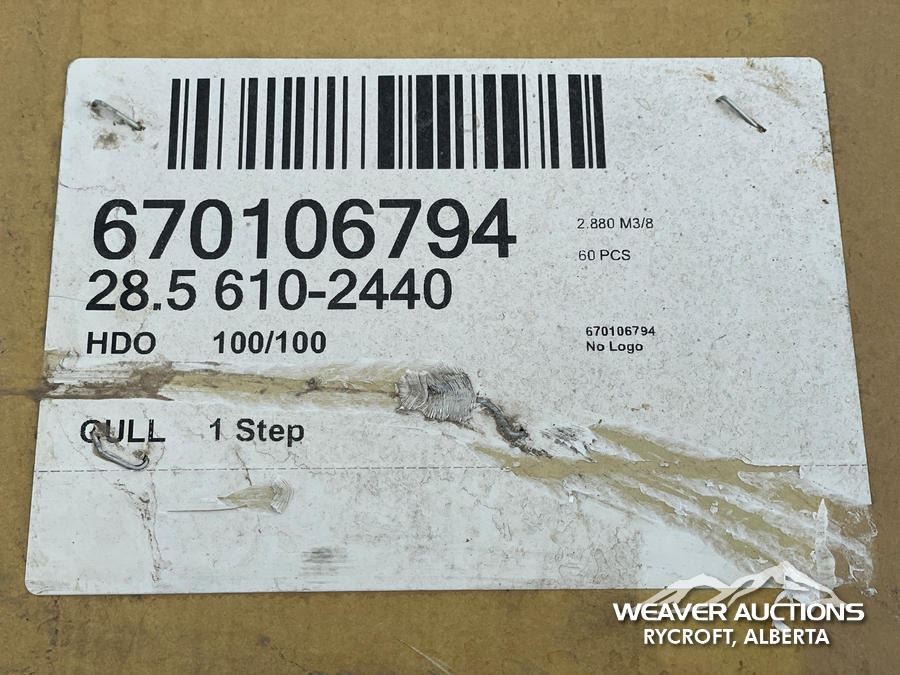 670106794
28.5 610-2440
2.880 M3/8
60 PCS
HDO 100/100
670106794
No Logo
CULL 1 Step
WEAVER AUCTIONS
RYCROFT, ALBERTA